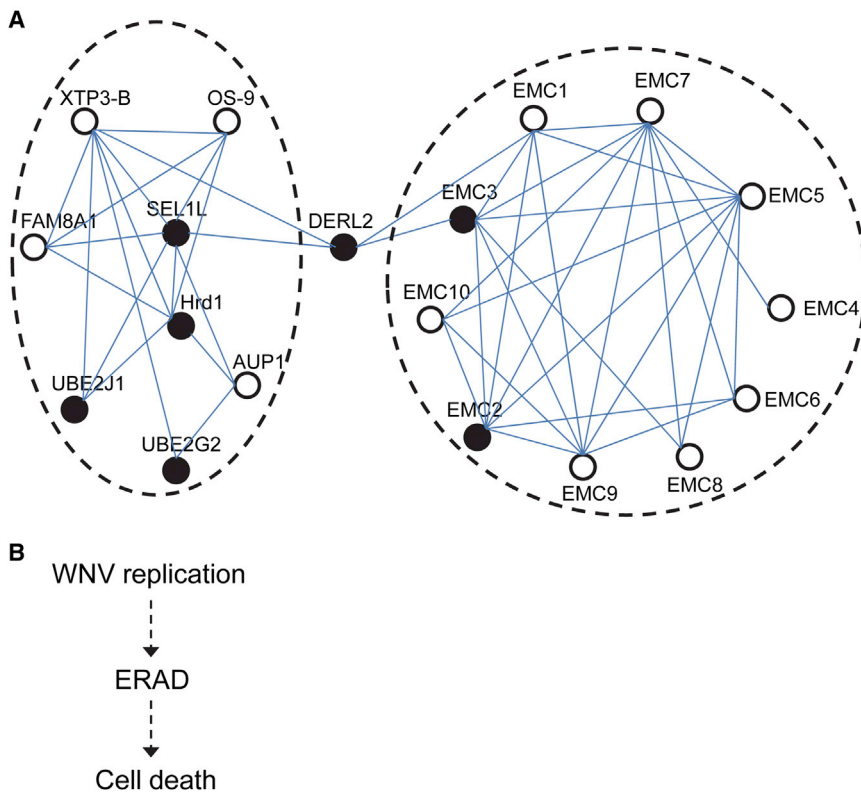 A
XTP3-B
OS-9
EMC1
EMC7
FAM8A1
SEL1L
DERL2
EMC3
EMC5
Hrd1
EMC10
EMC4
UBE2J1
AUP1
EMC2
EMC6
UBE2G2
EMC9
EMC8
B
WNV replication
ERAD
Cell death